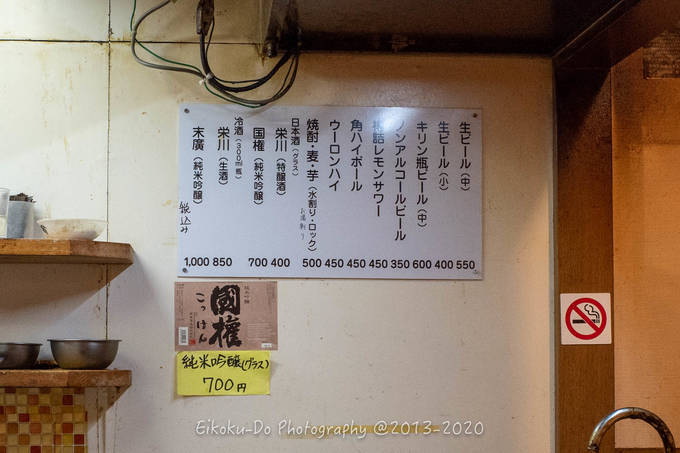 生ビール(中) 550
生ビール(小) 400
キリン瓶ビール(中) 600
ノンアルコールビール 350
詰レモンサワー 450
角ハイボール 450
ウーロンハイ 450
焼酎・麦・芋(水割り・ロック) 500
お湯割り
日本酒(グラス)
栄川(特醸酒) 400
国権(純米吟醸) 700
冷酒(300ml瓶)
栄川(生酒) 850
末廣(純米吟醸) 1,000
税込み
純米吟醸
國権
こっけん
純米吟醸(グラス)
700円
Eikoku-Do Photography @2013-2020